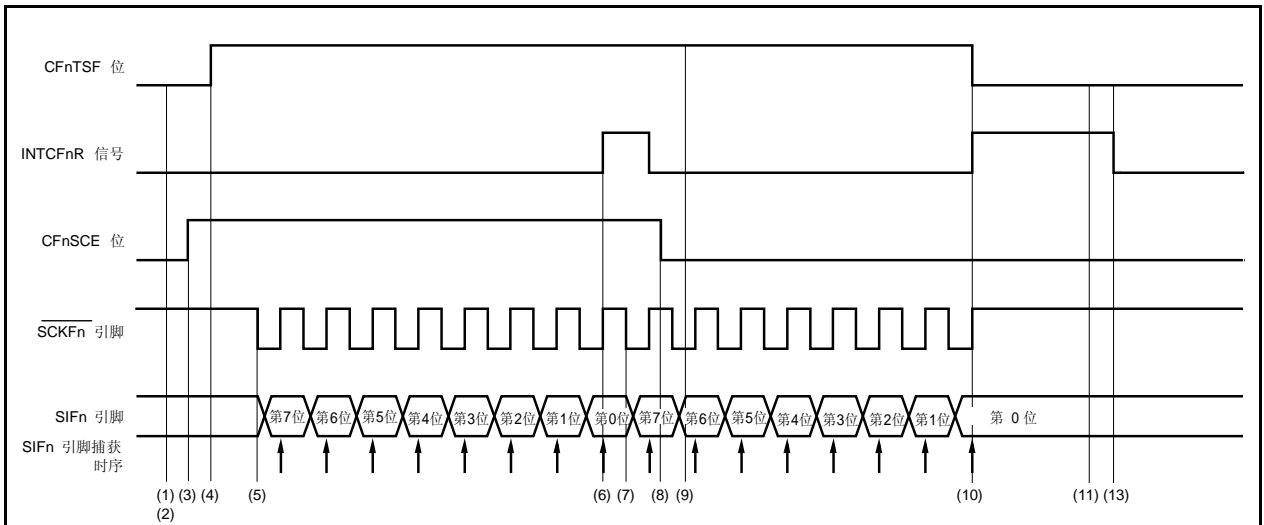 CFnTSF 位
INTCFnR 信号
CFnSCE 位
SCKFn 引脚
SIFn 引脚
第7位 第6位 第5位 第4位 第3位 第2位 第1位 第0位 第7位 第6位 第5位 第4位 第3位 第2位 第1位 第 0 位
SIFn 引脚捕获
时序
(1) (3) (4) (5) (6) (7) (8) (9) (10) (11) (13)
(2)